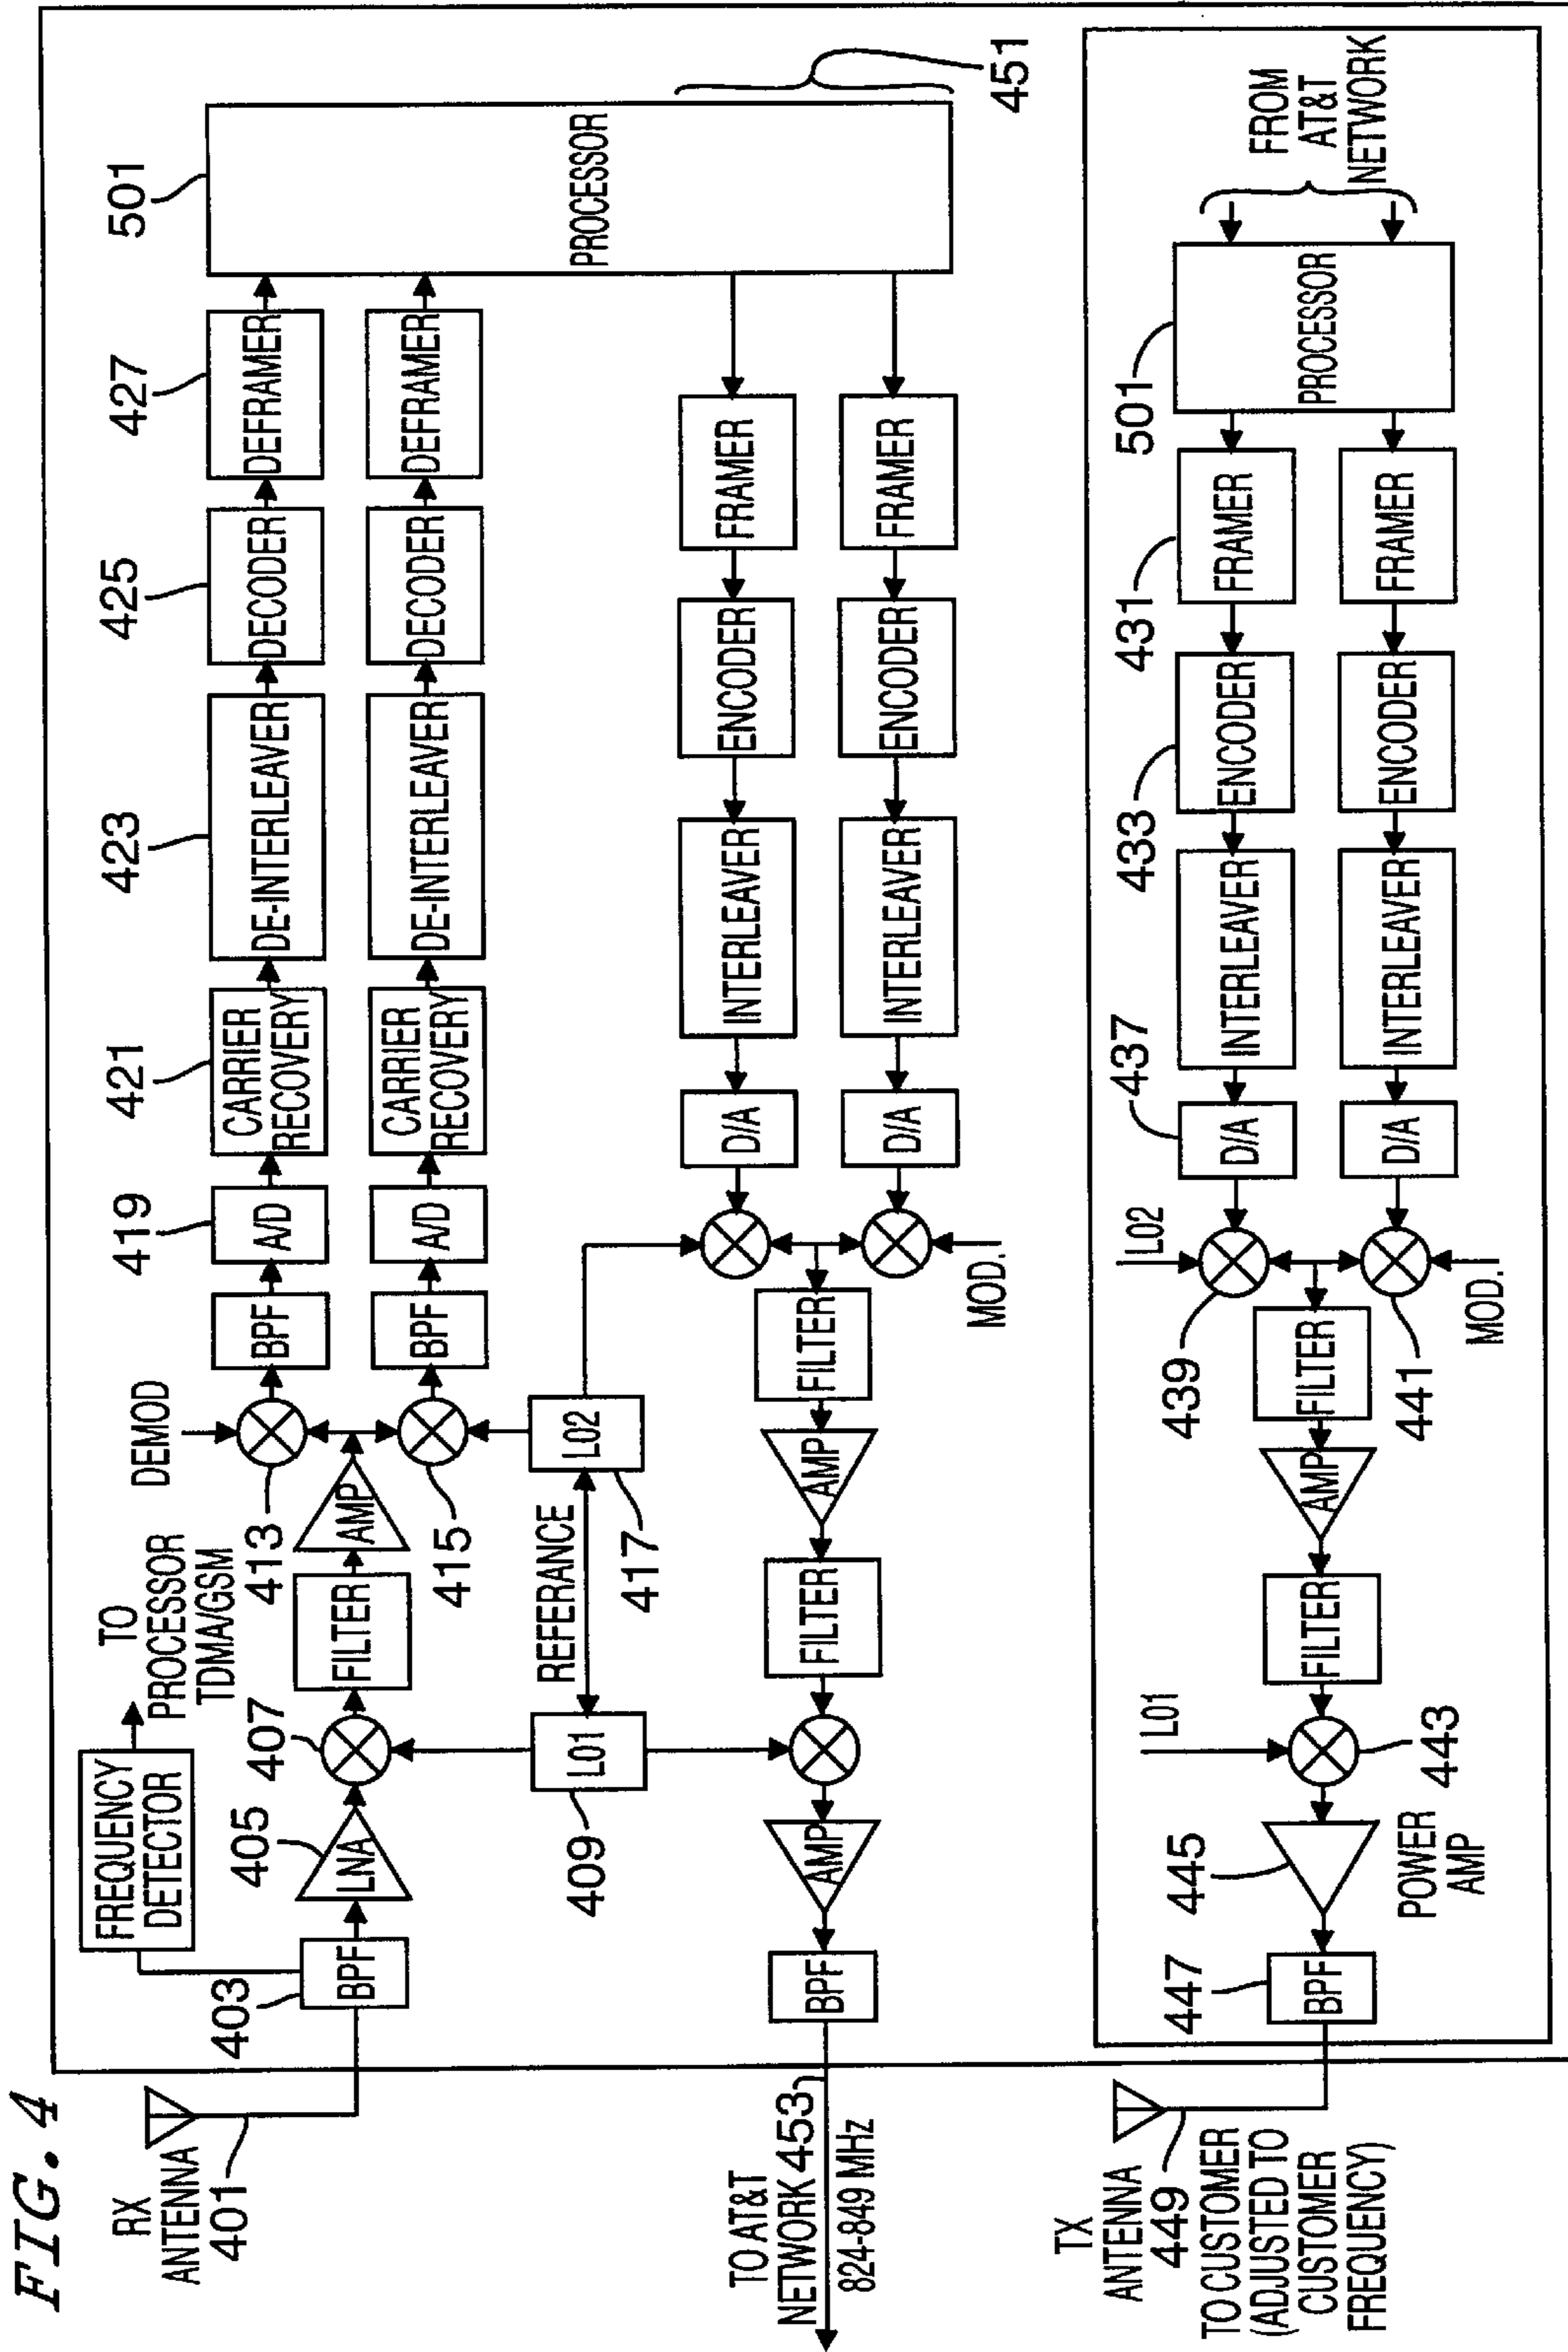 FIG. 4
RX
ANTENNA
401
403
BPF
FREQUENCY
DETECTOR
TO
PROCESSOR
TDMA/GSM
405
LNA
407
FILTER
AMP
DEMOD
413
415
BPF
BPF
419
A/D
A/D
421
CARRIER
RECOVERY
CARRIER
RECOVERY
423
DE-INTERLEAVER
DE-INTERLEAVER
425
DECODER
DECODER
427
DEFRAMER
DEFRAMER
501
PROCESSOR
451
409
LO1
REFERANCE
LO2
417
TO AT&T
NETWORK 453
824-849 MHz
BPF
AMP
FILTER
AMP
FILTER
MOD.
D/A
D/A
INTERLEAVER
INTERLEAVER
ENCODER
ENCODER
FRAMER
FRAMER
TX
ANTENNA
449
TO CUSTOMER
(ADJUSTED TO
CUSTOMER
FREQUENCY)
447
BPF
445
POWER
AMP
LO1
443
FILTER
AMP
FILTER
439
LO2
441
MOD.
437
D/A
D/A
INTERLEAVER
INTERLEAVER
433
ENCODER
ENCODER
431
FRAMER
FRAMER
501
PROCESSOR
FROM
AT&T
NETWORK